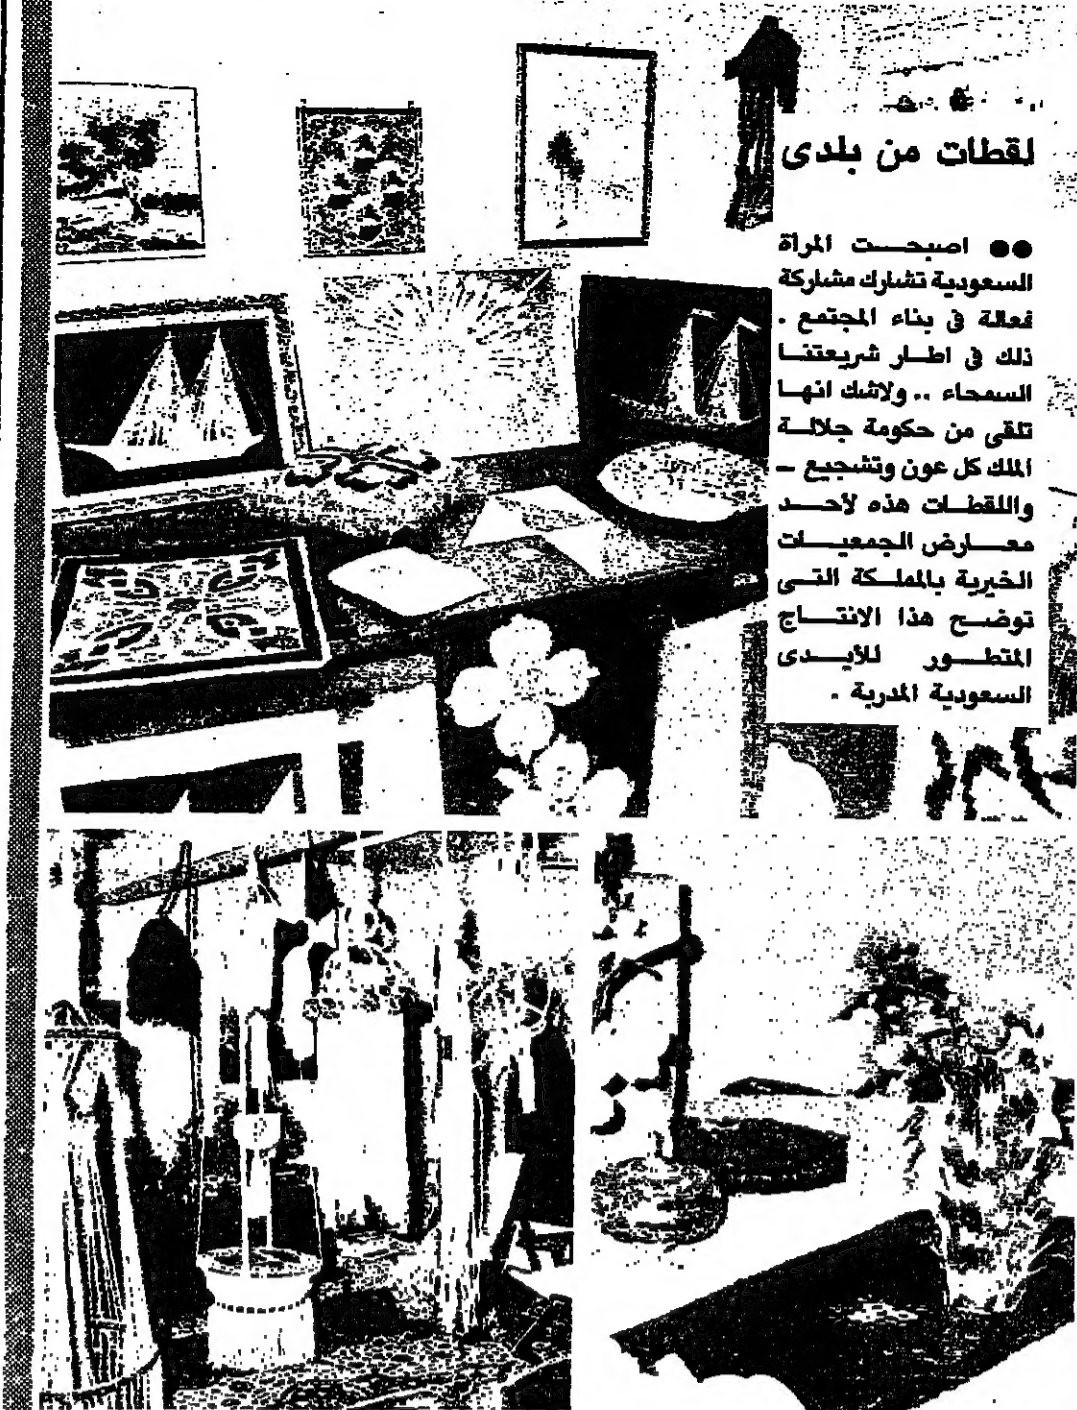 لقطات من بلدى
●● اصبحت المرأة
السعودية تشارك مشاركة
فعالة فى بناء المجتمع .
ذلك فى اطار شريعتنا
السمحاء .. ولاشك انها
تلقى من حكومة جلالة
الملك كل عون وتشجيع ـ
واللقطات هذه لأحد
معارض الجمعيات
الخيرية بالمملكة التى
توضح هذا الانتاج
المتطور للأيدى
السعودية المدربة .